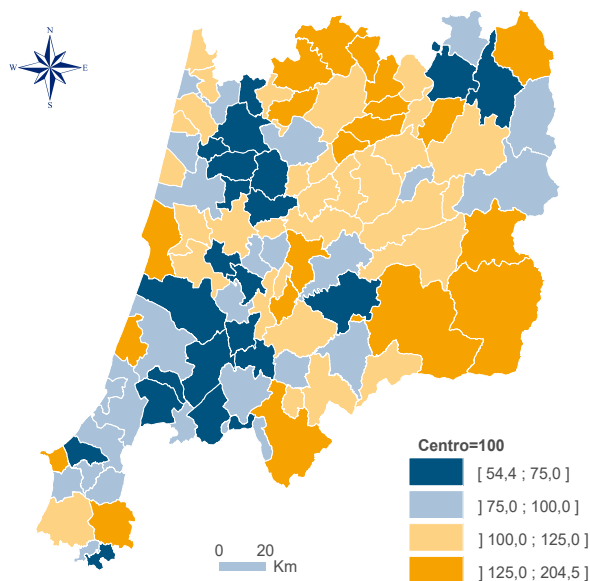 N
W E
S
Centro=100
[ 54,4 ; 75,0 ]
] 75,0 ; 100,0 ]
] 100,0 ; 125,0 ]
] 125,0 ; 204,5 ]
0 20
Km